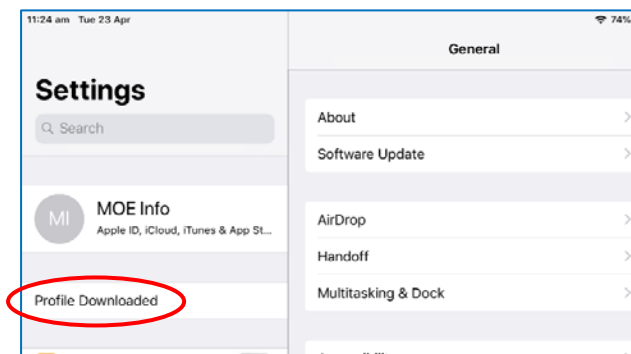 11:24 am Tue 23 Apr
74%
General
Settings
Search
About
Software Update
MI
MOE Info
Apple ID, iCloud, iTunes & App St...
AirDrop
Handoff
Profile Downloaded
Multitasking & Dock